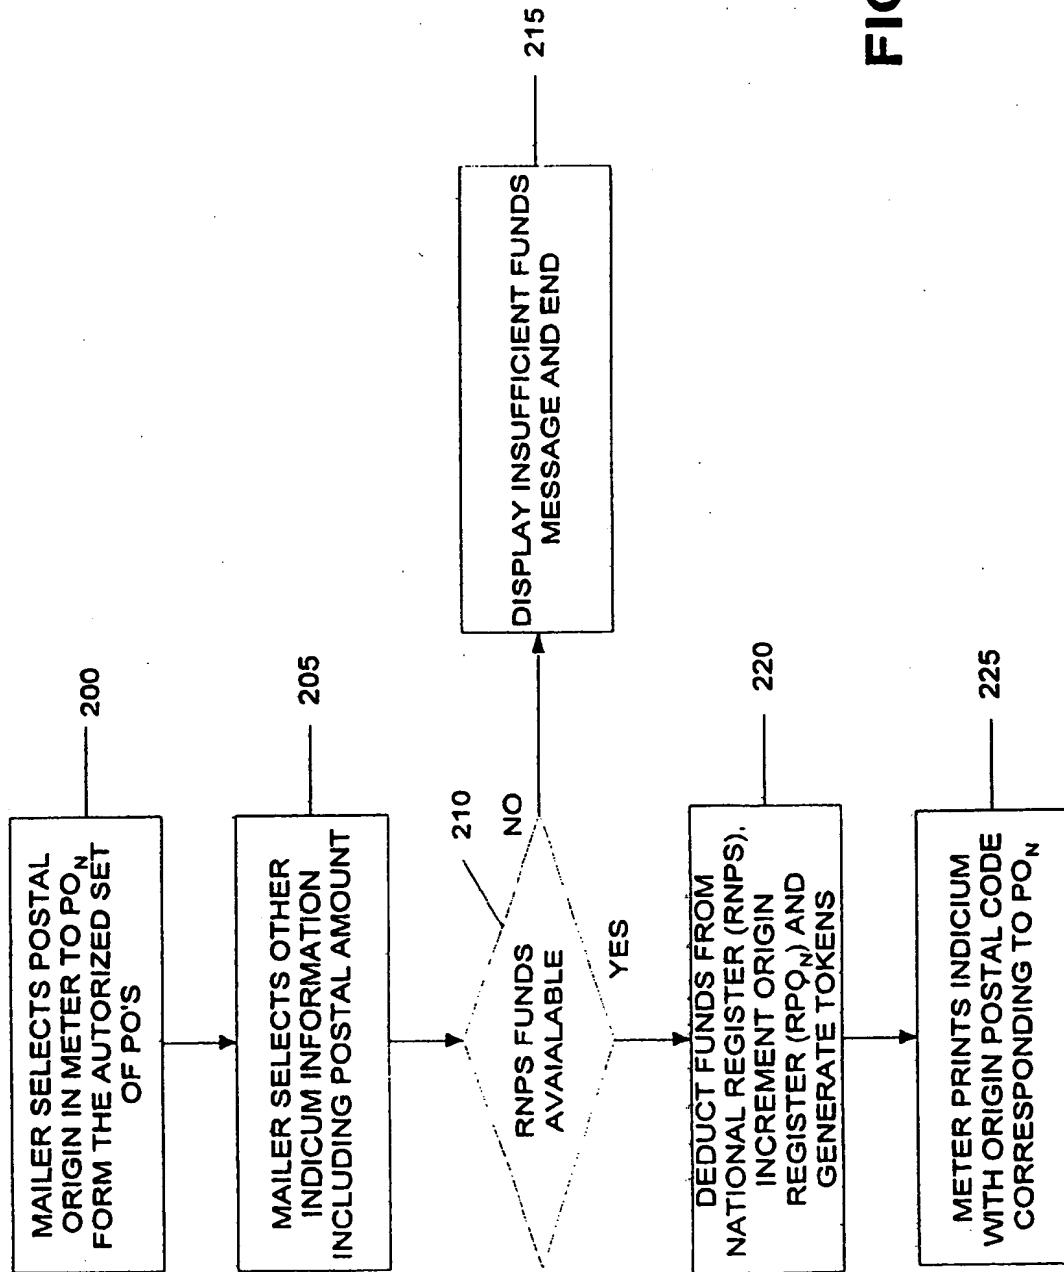 MAILER SELECTS POSTAL
ORIGIN IN METER TO PO_N
FORM THE AUTORIZED SET
OF PO'S
200
MAILER SELECTS OTHER
INDICUM INFORMATION
INCLUDING POSTAL AMOUNT
205
210
RNPS FUNDS
AVAIALABLE
NO
YES
DISPLAY INSUFFICIENT FUNDS
MESSAGE AND END
215
DEDUCT FUNDS FROM
NATIONAL REGISTER (RNPS),
INCREMENT ORIGIN
REGISTER (RPO_N) AND
GENERATE TOKENS
220
METER PRINTS INDICIUM
WITH ORIGIN POSTAL CODE
CORRESPONDING TO PO_N
225